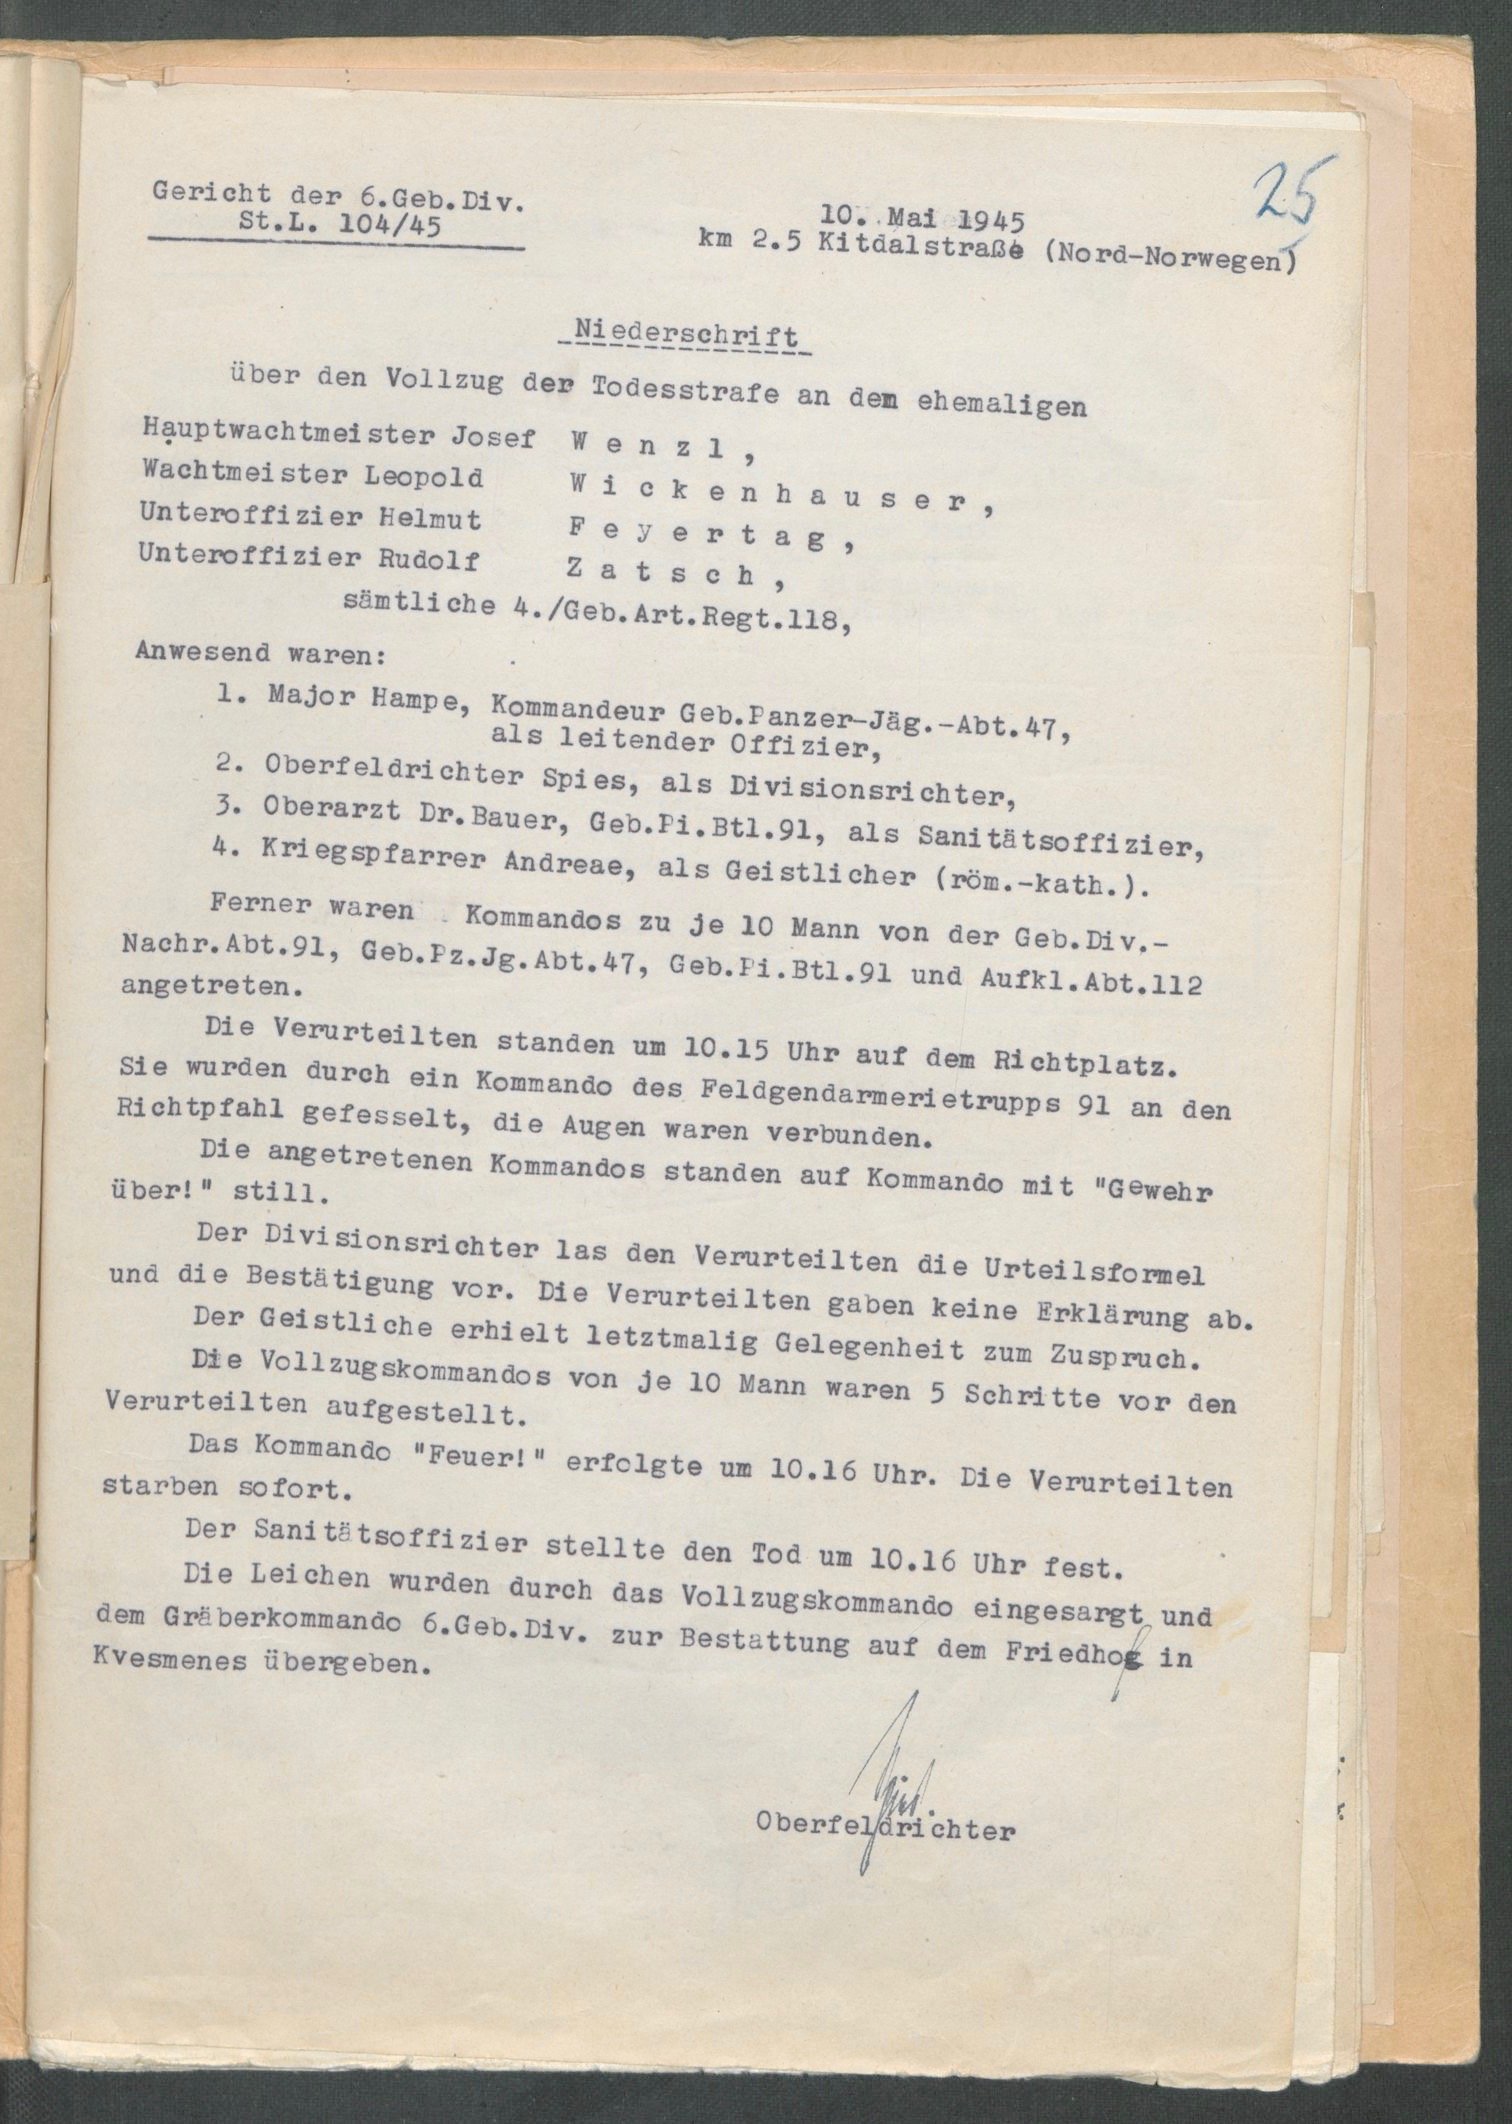 25
Gericht der 6.Geb.Div.
St.L. 104/45
10. Mai 1945
km 2.5 Kitdalstraße (Nord-Norwegen)
Niederschrift
über den Vollzug der Todesstrafe an dem ehemaligen
Hauptwachtmeister Josef W e n z l ,
Wachtmeister Leopold W i c k e n h a u s e r ,
Unteroffizier Helmut F e y e r t a g ,
Unteroffizier Rudolf Z a t s c h ,
sämtliche 4./Geb.Art.Regt.118,
Anwesend waren:
1. Major Hampe, Kommandeur Geb.Panzer-Jäg.-Abt.47,
als leitender Offizier,
2. Oberfeldrichter Spies, als Divisionsrichter,
3. Oberarzt Dr.Bauer, Geb.Pi.Btl.91, als Sanitätsoffizier,
4. Kriegspfarrer Andreae, als Geistlicher (röm.-kath.).
Ferner waren Kommandos zu je 10 Mann von der Geb.Div.-
Nachr.Abt.91, Geb.Pz.Jg.Abt.47, Geb.Pi.Btl.91 und Aufkl.Abt.112
angetreten.
Die Verurteilten standen um 10.15 Uhr auf dem Richtplatz.
Sie wurden durch ein Kommando des Feldgendarmerietrupps 91 an den
Richtpfahl gefesselt, die Augen waren verbunden.
Die angetretenen Kommandos standen auf Kommando mit "Gewehr
über!" still.
Der Divisionsrichter las den Verurteilten die Urteilsformel
und die Bestätigung vor. Die Verurteilten gaben keine Erklärung ab.
Der Geistliche erhielt letztmalig Gelegenheit zum Zuspruch.
Die Vollzugskommandos von je 10 Mann waren 5 Schritte vor den
Verurteilten aufgestellt.
Das Kommando "Feuer!" erfolgte um 10.16 Uhr. Die Verurteilten
starben sofort.
Der Sanitätsoffizier stellte den Tod um 10.16 Uhr fest.
Die Leichen wurden durch das Vollzugskommando eingesargt und
dem Gräberkommando 6.Geb.Div. zur Bestattung auf dem Friedhof in
Kvesmenes übergeben.
Oberfeldrichter